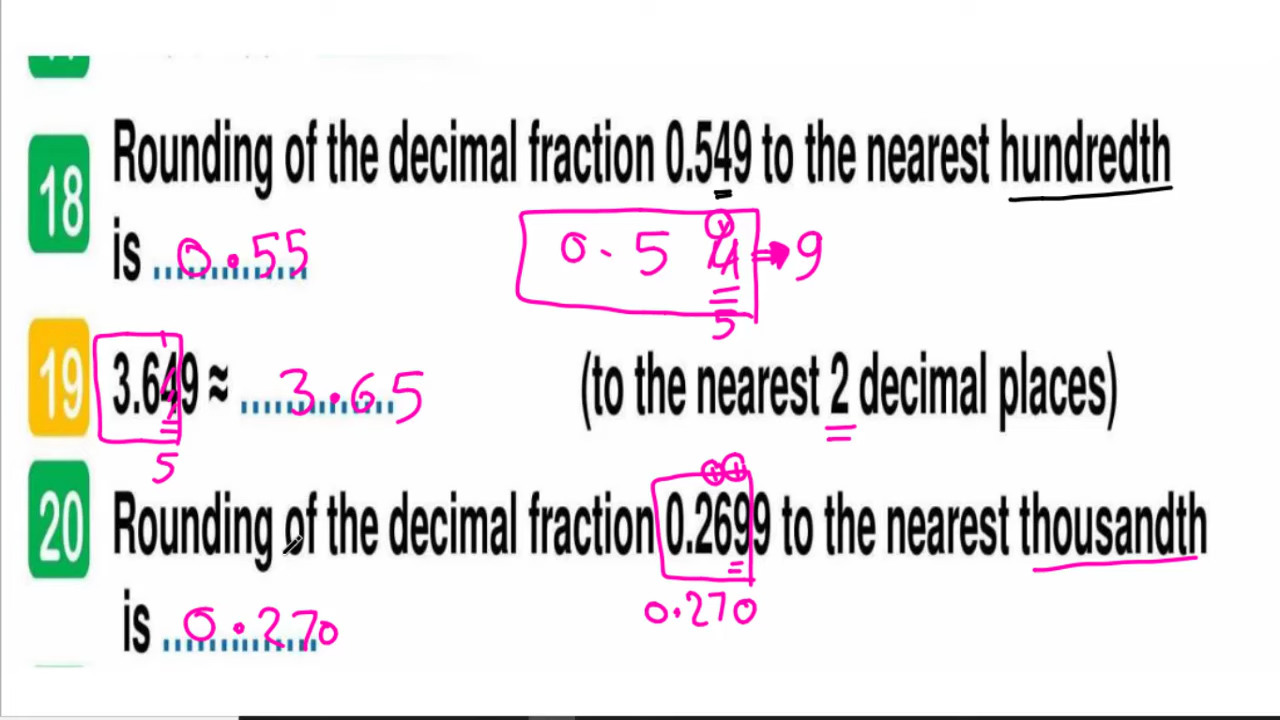 18 Rounding of the decimal fraction 0.549 to the nearest hundredth
is 0.55
0.54 → 9
5
19 3.649 ≈ 3.65 (to the nearest 2 decimal places)
5
20 Rounding of the decimal fraction 0.2699 to the nearest thousandth
0.270
is 0.270